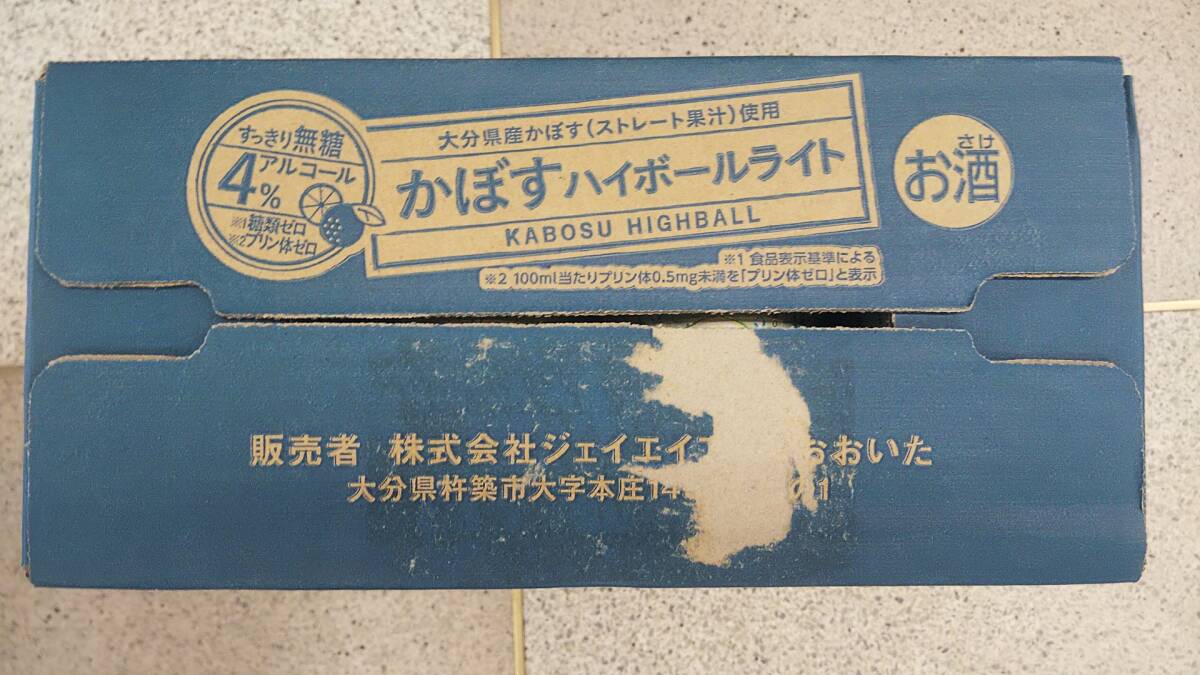 すっきり無糖
アルコール
4%
※1糖類ゼロ
※2プリン体ゼロ
大分県産かぼす(ストレート果汁)使用
かぼすハイボールライト
KABOSU HIGHBALL
さけ
お酒
※1 食品表示基準による
※2 100ml当たりプリン体0.5mg未満を「プリン体ゼロ」と表示
販売者 株式会社ジェイエイ おおいた
大分県杵築市大字本庄14 の1